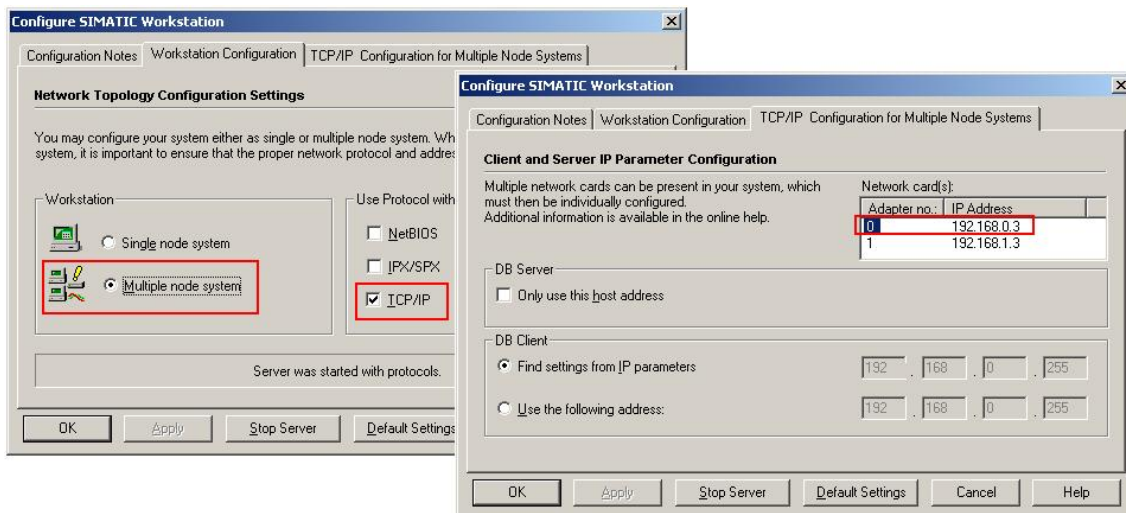 Configure SIMATIC Workstation
Configuration Notes
Workstation Configuration
TCP/IP Configuration for Multiple Node Systems
Network Topology Configuration Settings
You may configure your system either as single or multiple node system. Wh
system, it is important to ensure that the proper network protocol and addre
Workstation
Single node system
Multiple node system
Use Protocol with
NetBIOS
IPX/SPX
TCP/IP
Server was started with protocols.
OK
Apply
Stop Server
Default Settings
Configure SIMATIC Workstation
Configuration Notes
Workstation Configuration
TCP/IP Configuration for Multiple Node Systems
Client and Server IP Parameter Configuration
Multiple network cards can be present in your system, which
must then be individually configured.
Additional information is available in the online help.
Network card(s):
Adapter no.: IP Address
0 192.168.0.3
1 192.168.1.3
DB Server
Only use this host address
DB Client
Find settings from IP parameters
192 . 168 . 0 . 255
Use the following address:
192 . 168 . 0 . 255
OK
Apply
Stop Server
Default Settings
Cancel
Help